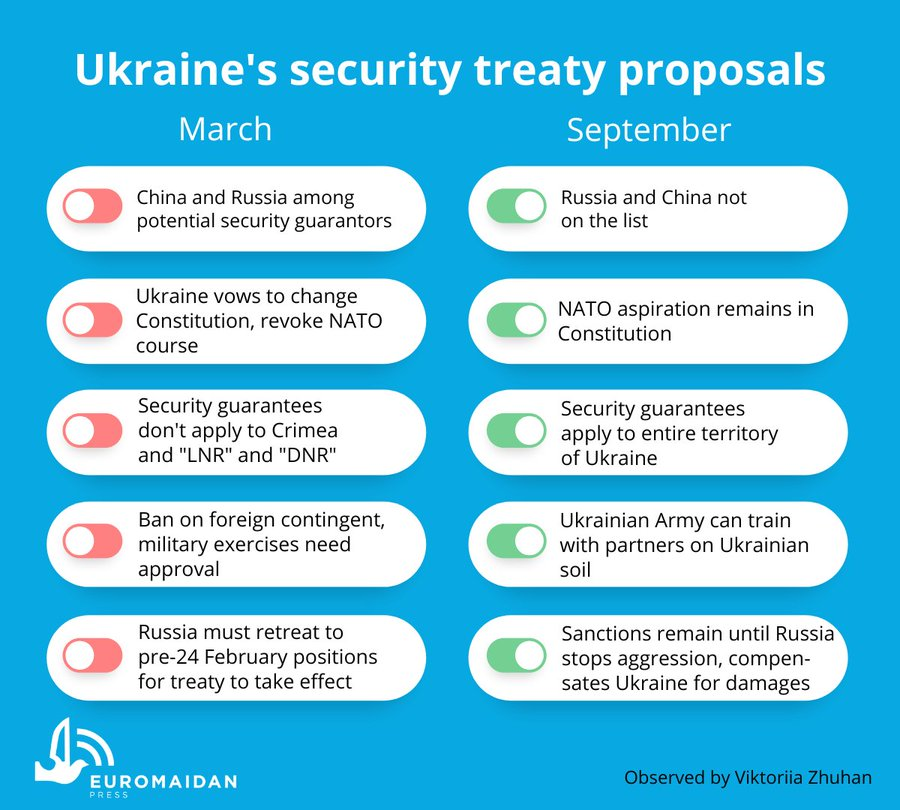 Ukraine's security treaty proposals
March
September
China and Russia among
potential security guarantors
Russia and China not
on the list
Ukraine vows to change
Constitution, revoke NATO
course
NATO aspiration remains in
Constitution
Security guarantees
don't apply to Crimea
and "LNR" and "DNR"
Security guarantees
apply to entire territory
of Ukraine
Ban on foreign contingent,
military exercises need
approval
Ukrainian Army can train
with partners on Ukrainian
soil
Russia must retreat to
pre-24 February positions
for treaty to take effect
Sanctions remain until Russia
stops aggression, compen-
sates Ukraine for damages
EUROMAIDAN
PRESS
Observed by Viktoriia Zhuhan